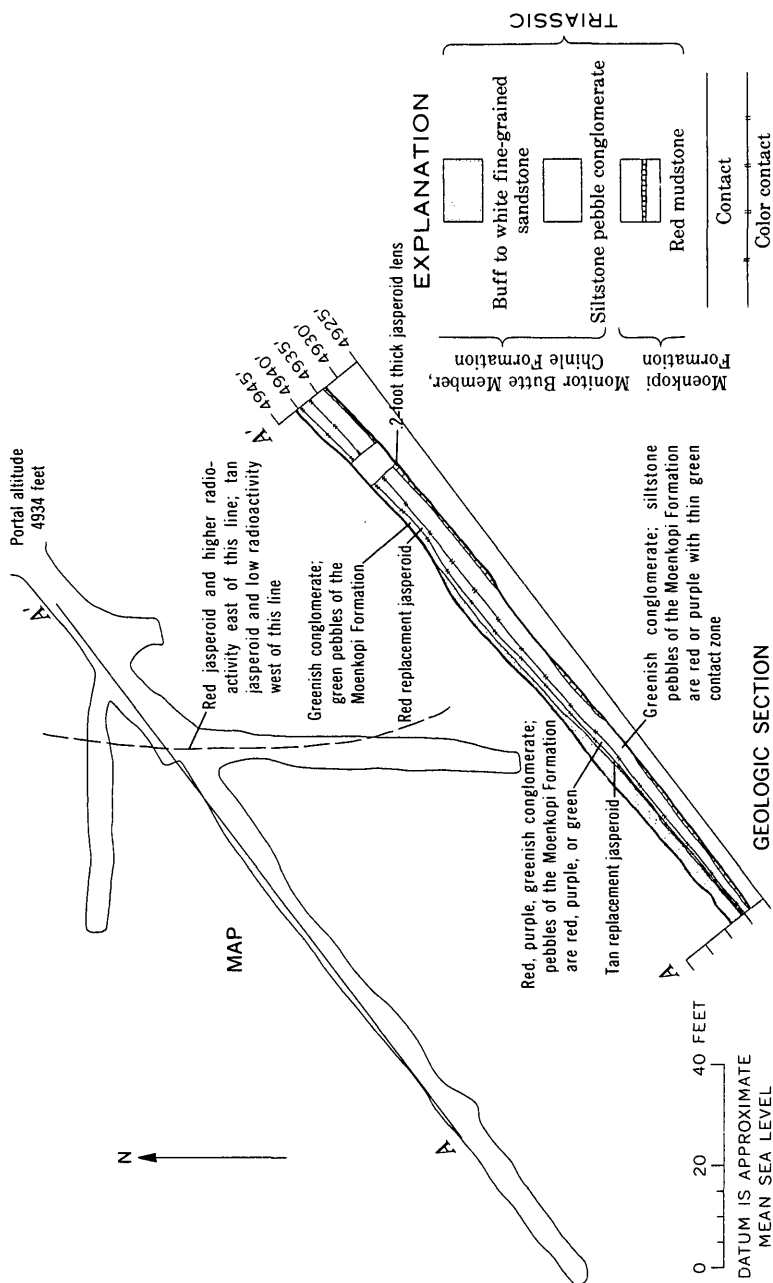 Portal altitude
4934 feet
N
A'
Red jasperoid and higher radio-
activity east of this line; tan
jasperoid and low radioactivity
west of this line
MAP
A
A'
4945'
4940'
4935'
4930'
4925'
Greenish conglomerate;
green pebbles of the
Moenkopi Formation
Red replacement jasperoid
2-foot thick jasperoid lens
Red, purple, greenish conglomerate;
pebbles of the Moenkopi Formation
are red, purple, or green
Tan replacement jasperoid
Greenish conglomerate; siltstone
pebbles of the Moenkopi Formation
are red or purple with thin green
contact zone
A
GEOLOGIC SECTION
0 20 40 FEET
DATUM IS APPROXIMATE
MEAN SEA LEVEL
EXPLANATION
Buff to white fine-grained
sandstone
Siltstone pebble conglomerate
Monitor Butte Member,
Chinle Formation
Red mudstone
Moenkopi
Formation
TRIASSIC
Contact
Color contact